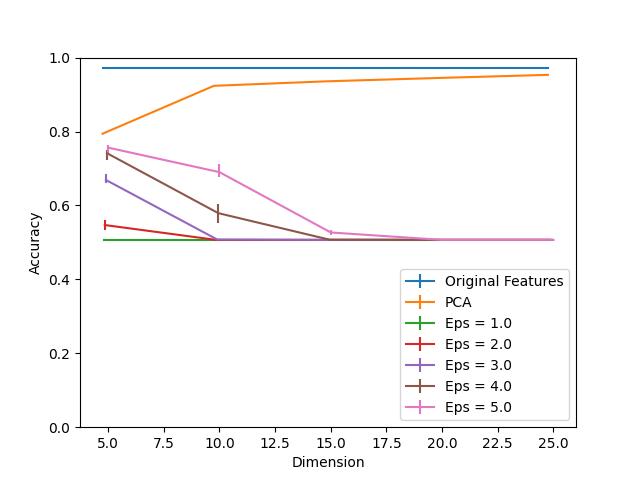 1.0
0.8
0.6
0.4
0.2
0.0
Accuracy
5.0 7.5 10.0 12.5 15.0 17.5 20.0 22.5 25.0
Dimension
Original Features
PCA
Eps = 1.0
Eps = 2.0
Eps = 3.0
Eps = 4.0
Eps = 5.0